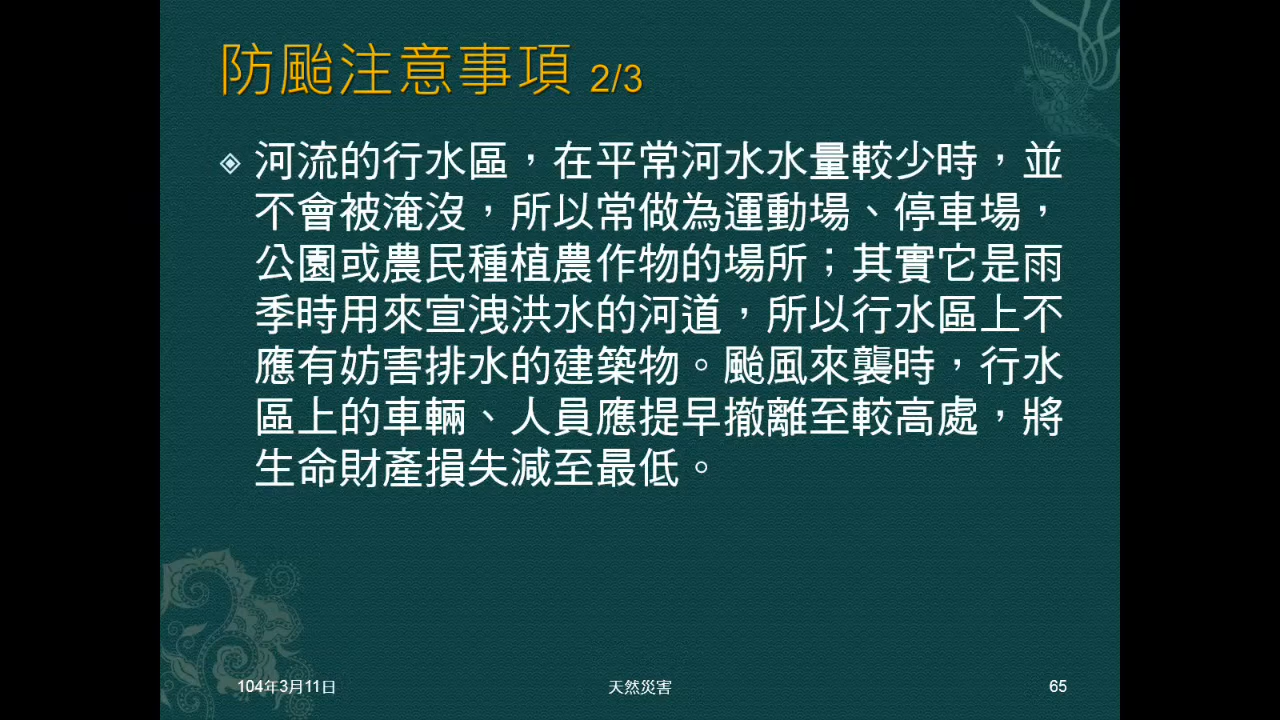 防颱注意事項 2/3
河流的行水區，在平常河水水量較少時，並
不會被淹沒，所以常做為運動場、停車場，
公園或農民種植農作物的場所；其實它是雨
季時用來宣洩洪水的河道，所以行水區上不
應有妨害排水的建築物。颱風來襲時，行水
區上的車輛、人員應提早撤離至較高處，將
生命財產損失減至最低。
104年3月11日
天然災害
65